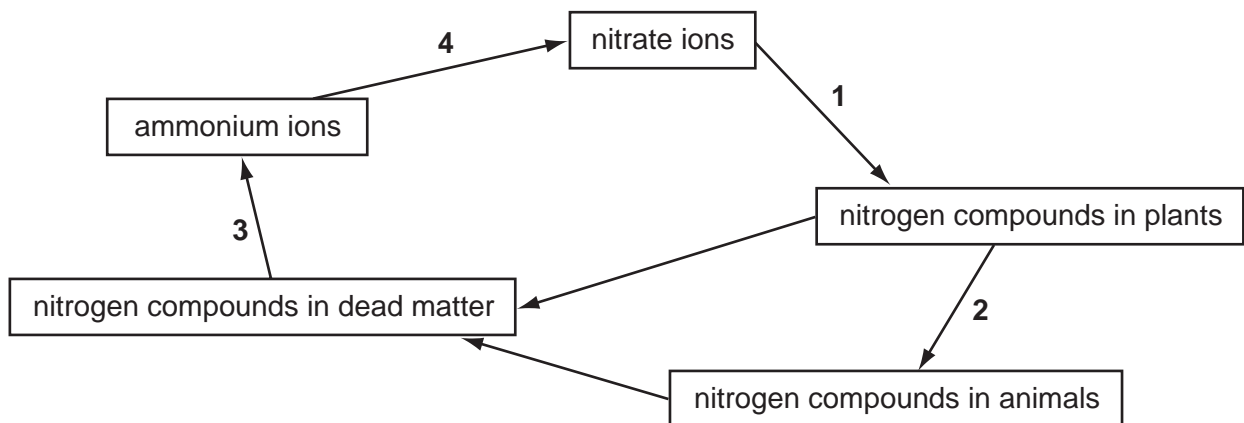 nitrate ions
4
1
ammonium ions
nitrogen compounds in plants
3
nitrogen compounds in dead matter
2
nitrogen compounds in animals